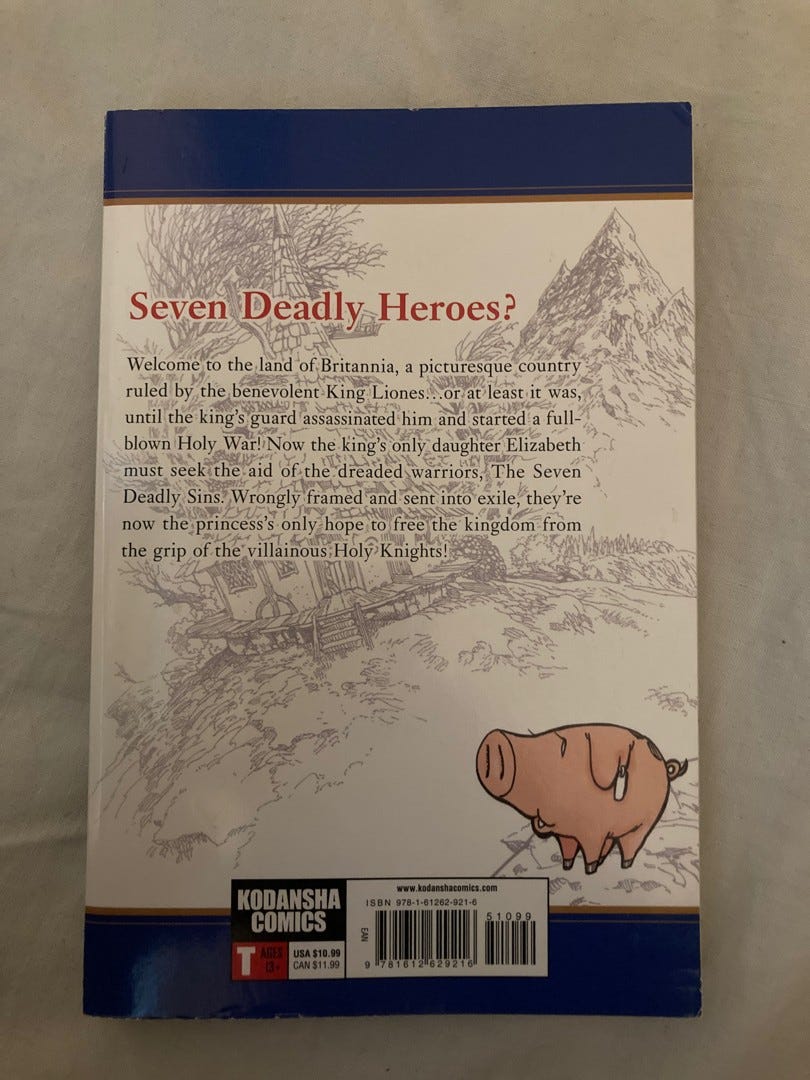 Seven Deadly Heroes?
Welcome to the land of Britannia, a picturesque country
ruled by the benevolent King Liones...or at least it was,
until the king's guard assassinated him and started a full-
blown Holy War! Now the king's only daughter Elizabeth
must seek the aid of the dreaded warriors, The Seven
Deadly Sins. Wrongly framed and sent into exile, they're
now the princess's only hope to free the kingdom from
the grip of the villainous Holy Knights!
KODANSHA
COMICS
T AGES
13+
USA $10.99
CAN $11.99
www.kodanshacomics.com
ISBN 978-1-61262-921-6
51099
EAN
9 781612 629216